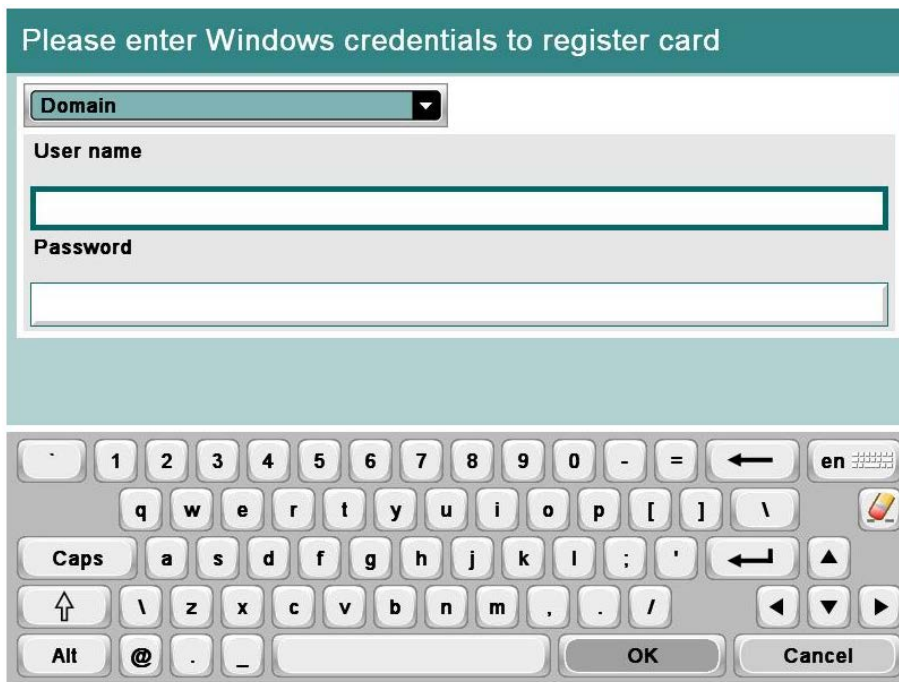 Please enter Windows credentials to register card
Domain
User name
Password
` 1 2 3 4 5 6 7 8 9 0 - = en
q w e r t y u i o p [ ] \
Caps a s d f g h j k l ; '
\ z x c v b n m , . /
Alt @ . _ OK Cancel